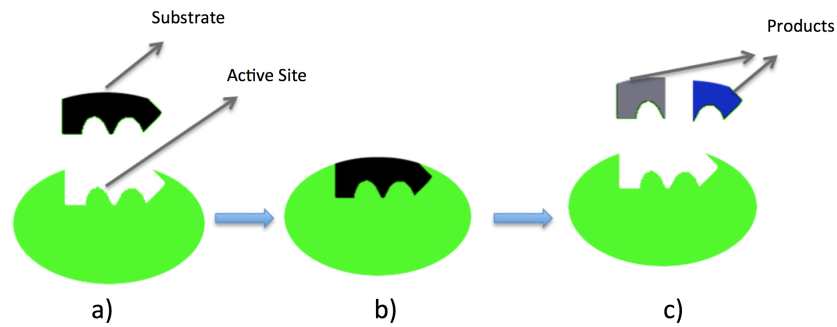 Substrate
Products
Active Site
a)
b)
c)